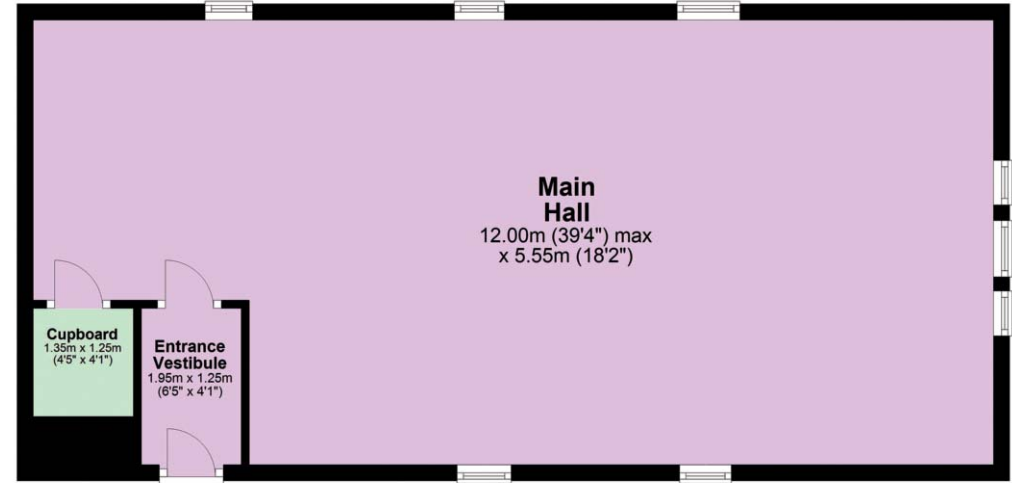 Main
Hall
12.00m (39'4") max
x 5.55m (18'2")
Cupboard
1.35m x 1.25m
(4'5" x 4'1")
Entrance
Vestibule
1.95m x 1.25m
(6'5" x 4'1")